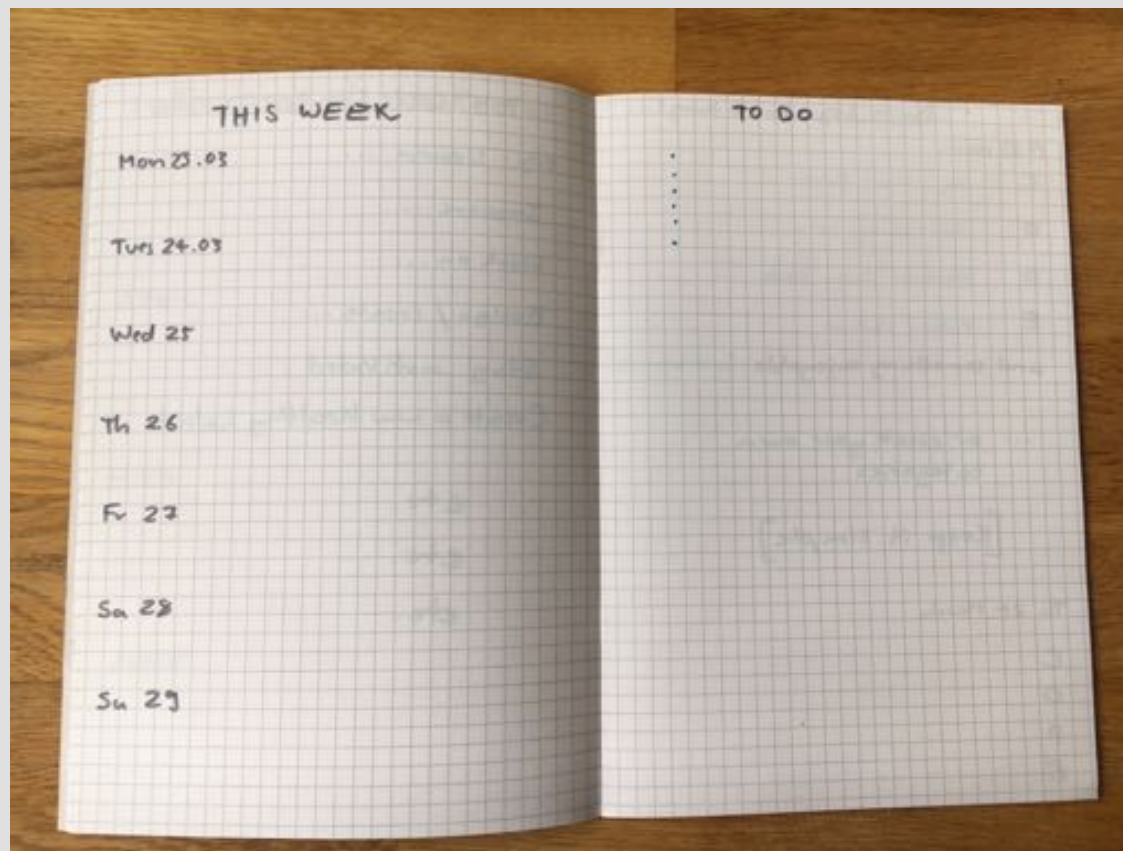 THIS WEEK
Mon 23.03
Tues 24.03
Wed 25
Th 26
Fr 27
Sa 28
Su 29
TO DO